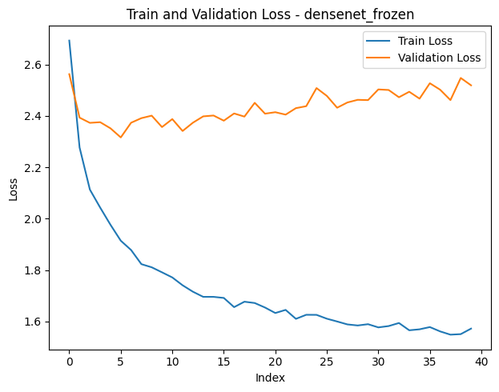 Train and Validation Loss - densenet_frozen
Train Loss
Validation Loss
2.6
2.4
2.2
2.0
1.8
1.6
Loss
0 5 10 15 20 25 30 35 40
Index